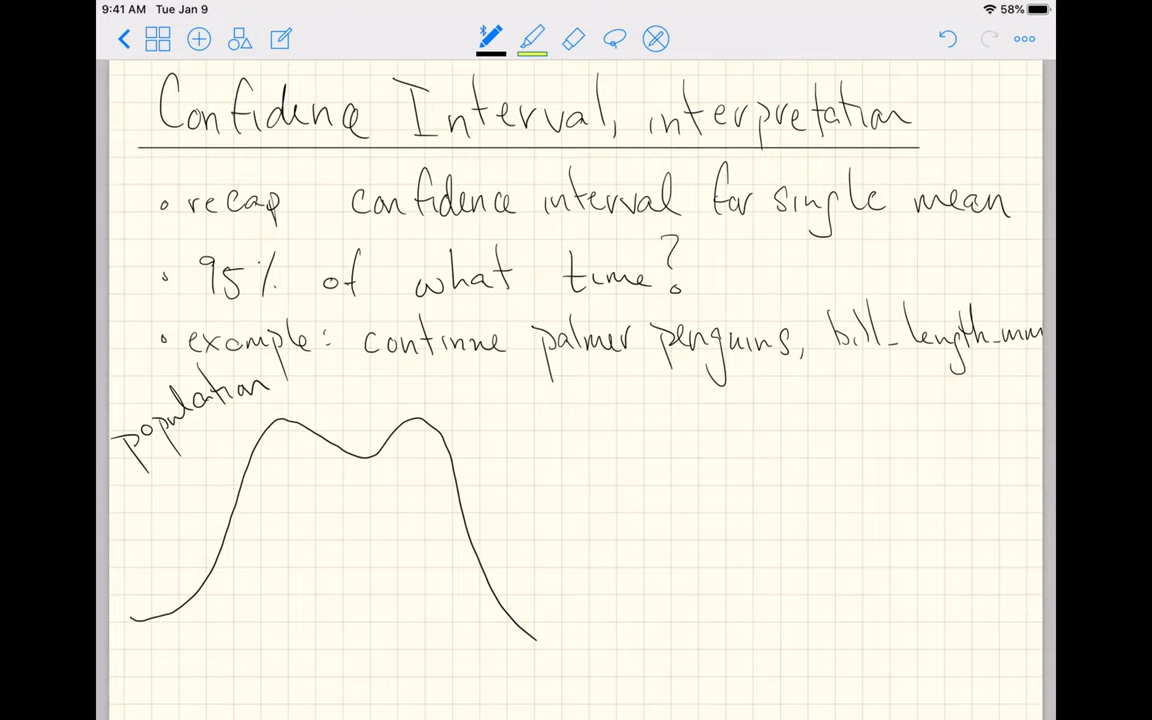 9:41 AM Tue Jan 9
58%
Confidence Interval, interpretation
• recap confidence interval for single mean
• 95% of what time?
• example: continue palmer penguins, bill_length_mm
population